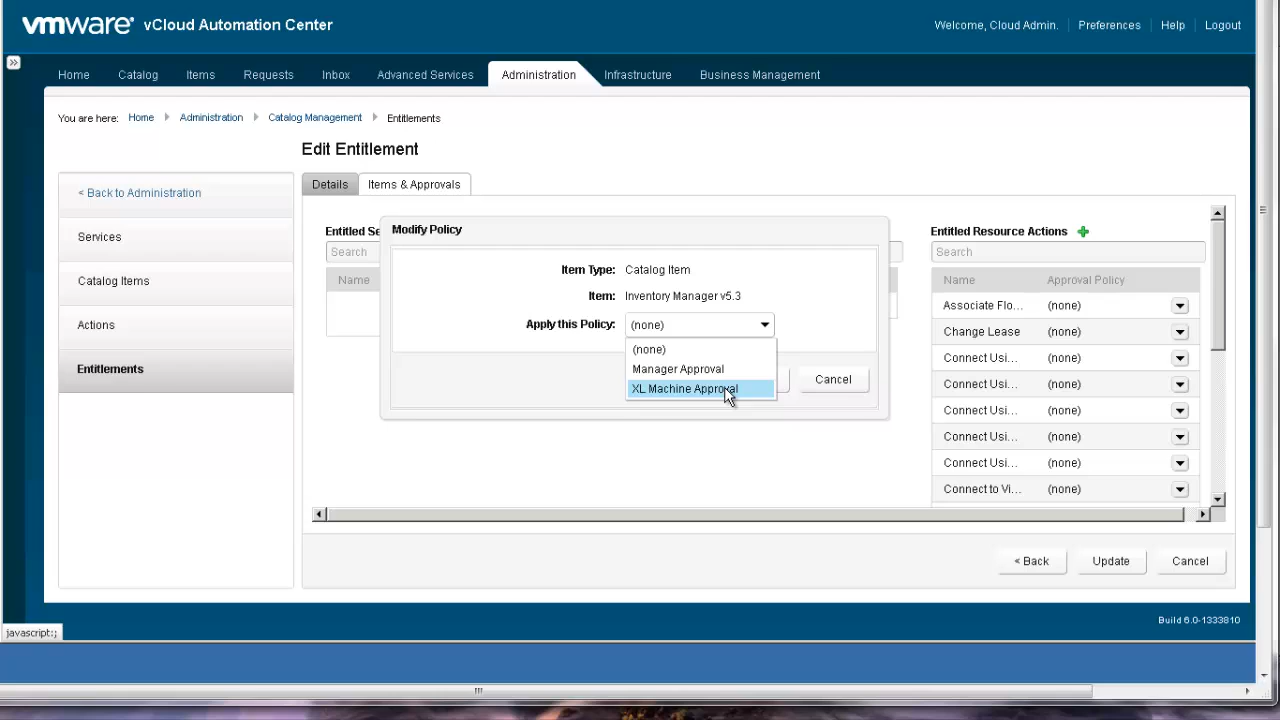 vmware vCloud Automation Center
Welcome, Cloud Admin. Preferences Help Logout
Home Catalog Items Requests Inbox Advanced Services Administration Infrastructure Business Management
You are here: Home Administration Catalog Management Entitlements
Edit Entitlement
Details Items & Approvals
< Back to Administration
Services
Catalog Items
Actions
Entitlements
Entitled Se
Search
Name
Modify Policy
Item Type: Catalog Item
Item: Inventory Manager v5.3
Apply this Policy: (none)
(none)
Manager Approval
XL Machine Approval
Cancel
Entitled Resource Actions
Search
Name Approval Policy
Associate Flo... (none)
Change Lease (none)
Connect Usi... (none)
Connect Usi... (none)
Connect Usi... (none)
Connect Usi... (none)
Connect Usi... (none)
Connect to Vi... (none)
< Back Update Cancel
Build 6.0-1333810
javascript:;